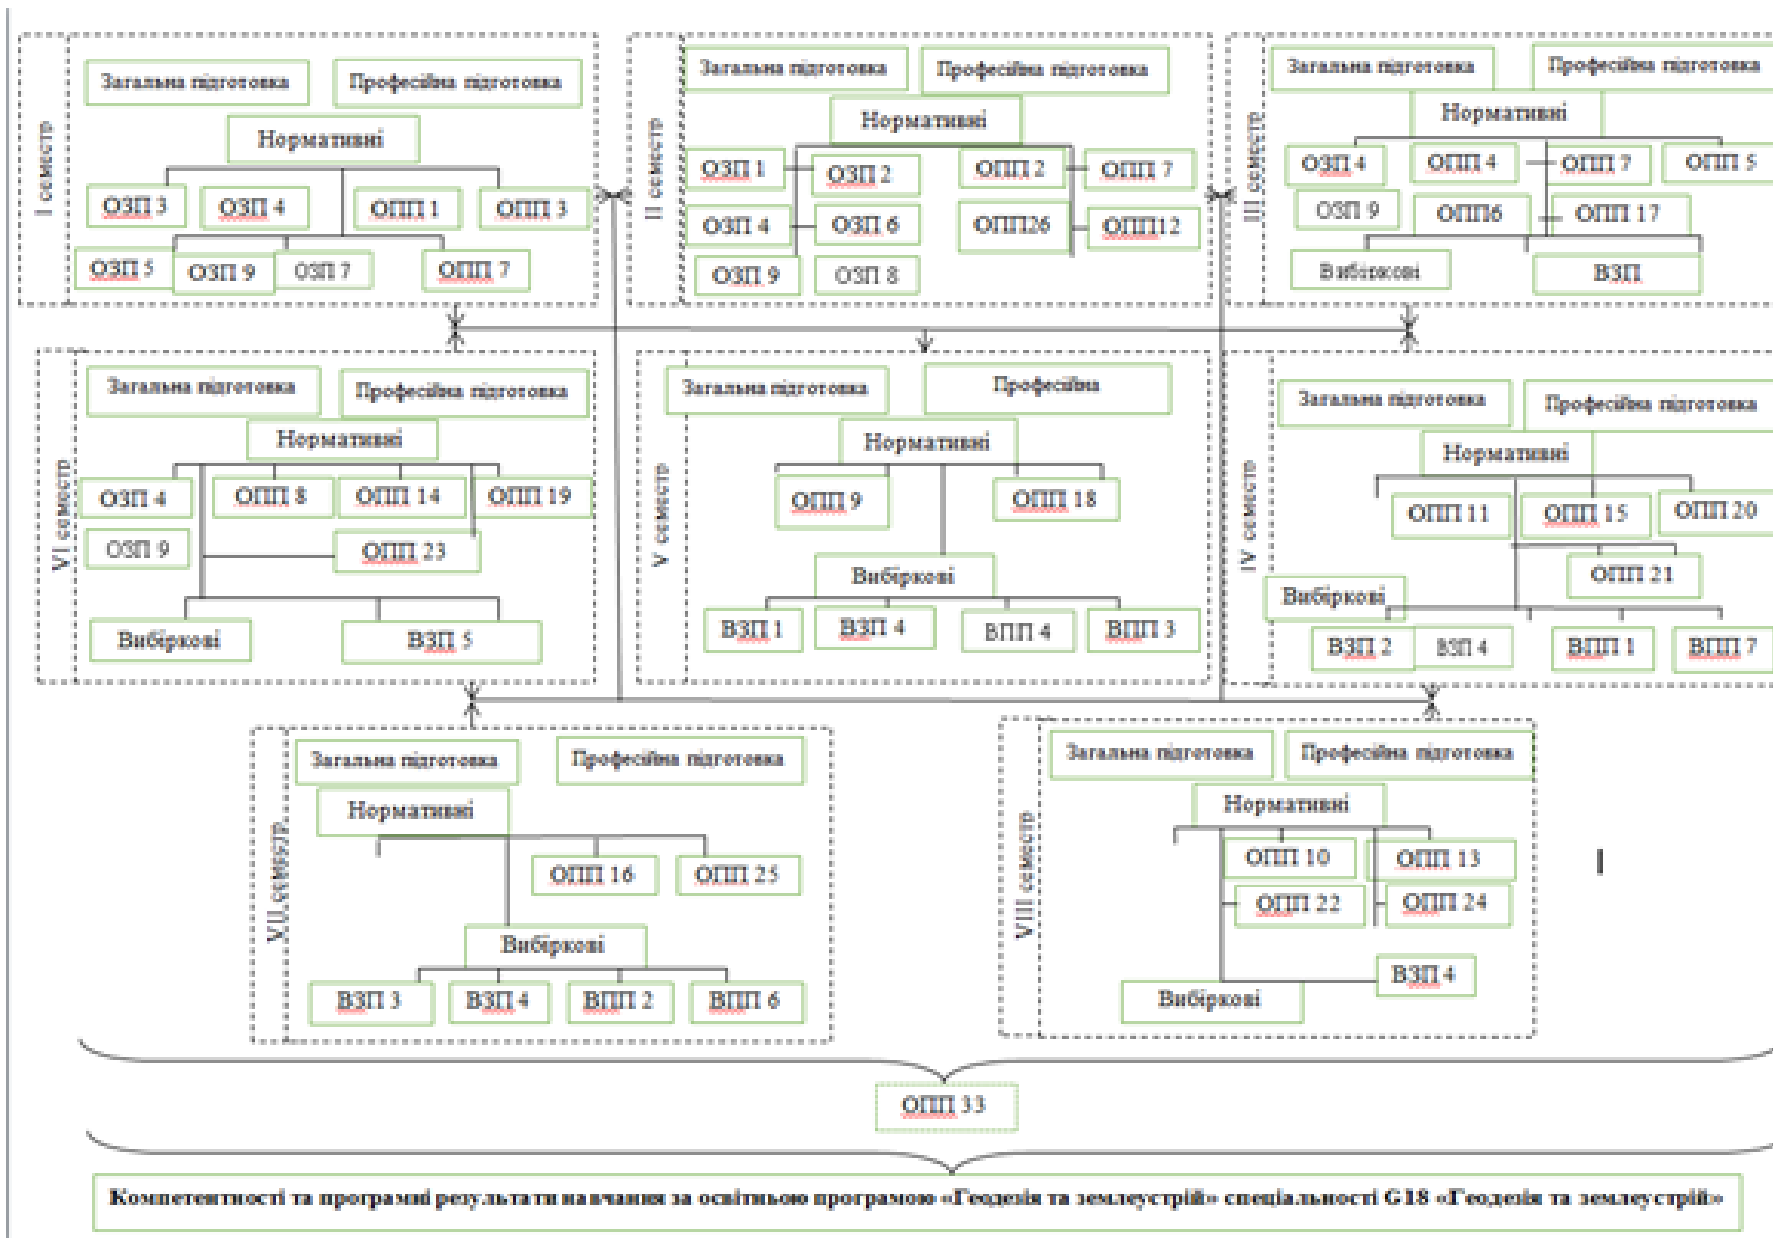 I семестр
Загальна підготовка
Професійна підготовка
Нормативні
ОЗП 3
ОЗП 4
ОПП 1
ОПП 3
ОЗП 5
ОЗП 9
ОЗП 7
ОПП 7
II семестр
Загальна підготовка
Професійна підготовка
Нормативні
ОЗП 1
ОЗП 2
ОПП 2
ОПП 7
ОЗП 4
ОЗП 6
ОПП26
ОПП12
ОЗП 9
ОЗП 8
III семестр
Загальна підготовка
Професійна підготовка
Нормативні
ОЗП 4
ОПП 4
ОПП 7
ОПП 5
ОЗП 9
ОПП6
ОПП 17
Вибіркові
ВЗП
VI семестр
Загальна підготовка
Професійна підготовка
Нормативні
ОЗП 4
ОПП 8
ОПП 14
ОПП 19
ОЗП 9
ОПП 23
Вибіркові
ВЗП 5
V семестр
Загальна підготовка
Професійна
Нормативні
ОПП 9
ОПП 18
Вибіркові
ВЗП 1
ВЗП 4
ВПП 4
ВПП 3
IV семестр
Загальна підготовка
Професійна підготовка
Нормативні
ОПП 11
ОПП 15
ОПП 20
ОПП 21
Вибіркові
ВЗП 2
ВЗП 4
ВПП 1
ВПП 7
VII семестр
Загальна підготовка
Професійна підготовка
Нормативні
ОПП 16
ОПП 25
Вибіркові
ВЗП 3
ВЗП 4
ВПП 2
ВПП 6
VIII семестр
Загальна підготовка
Професійна підготовка
Нормативні
ОПП 10
ОПП 13
ОПП 22
ОПП 24
ВЗП 4
Вибіркові
ОПП 33
Компетентності та програмні результати навчання за освітньою програмою «Геодезія та землеустрій» спеціальності G18 «Геодезія та землеустрій»